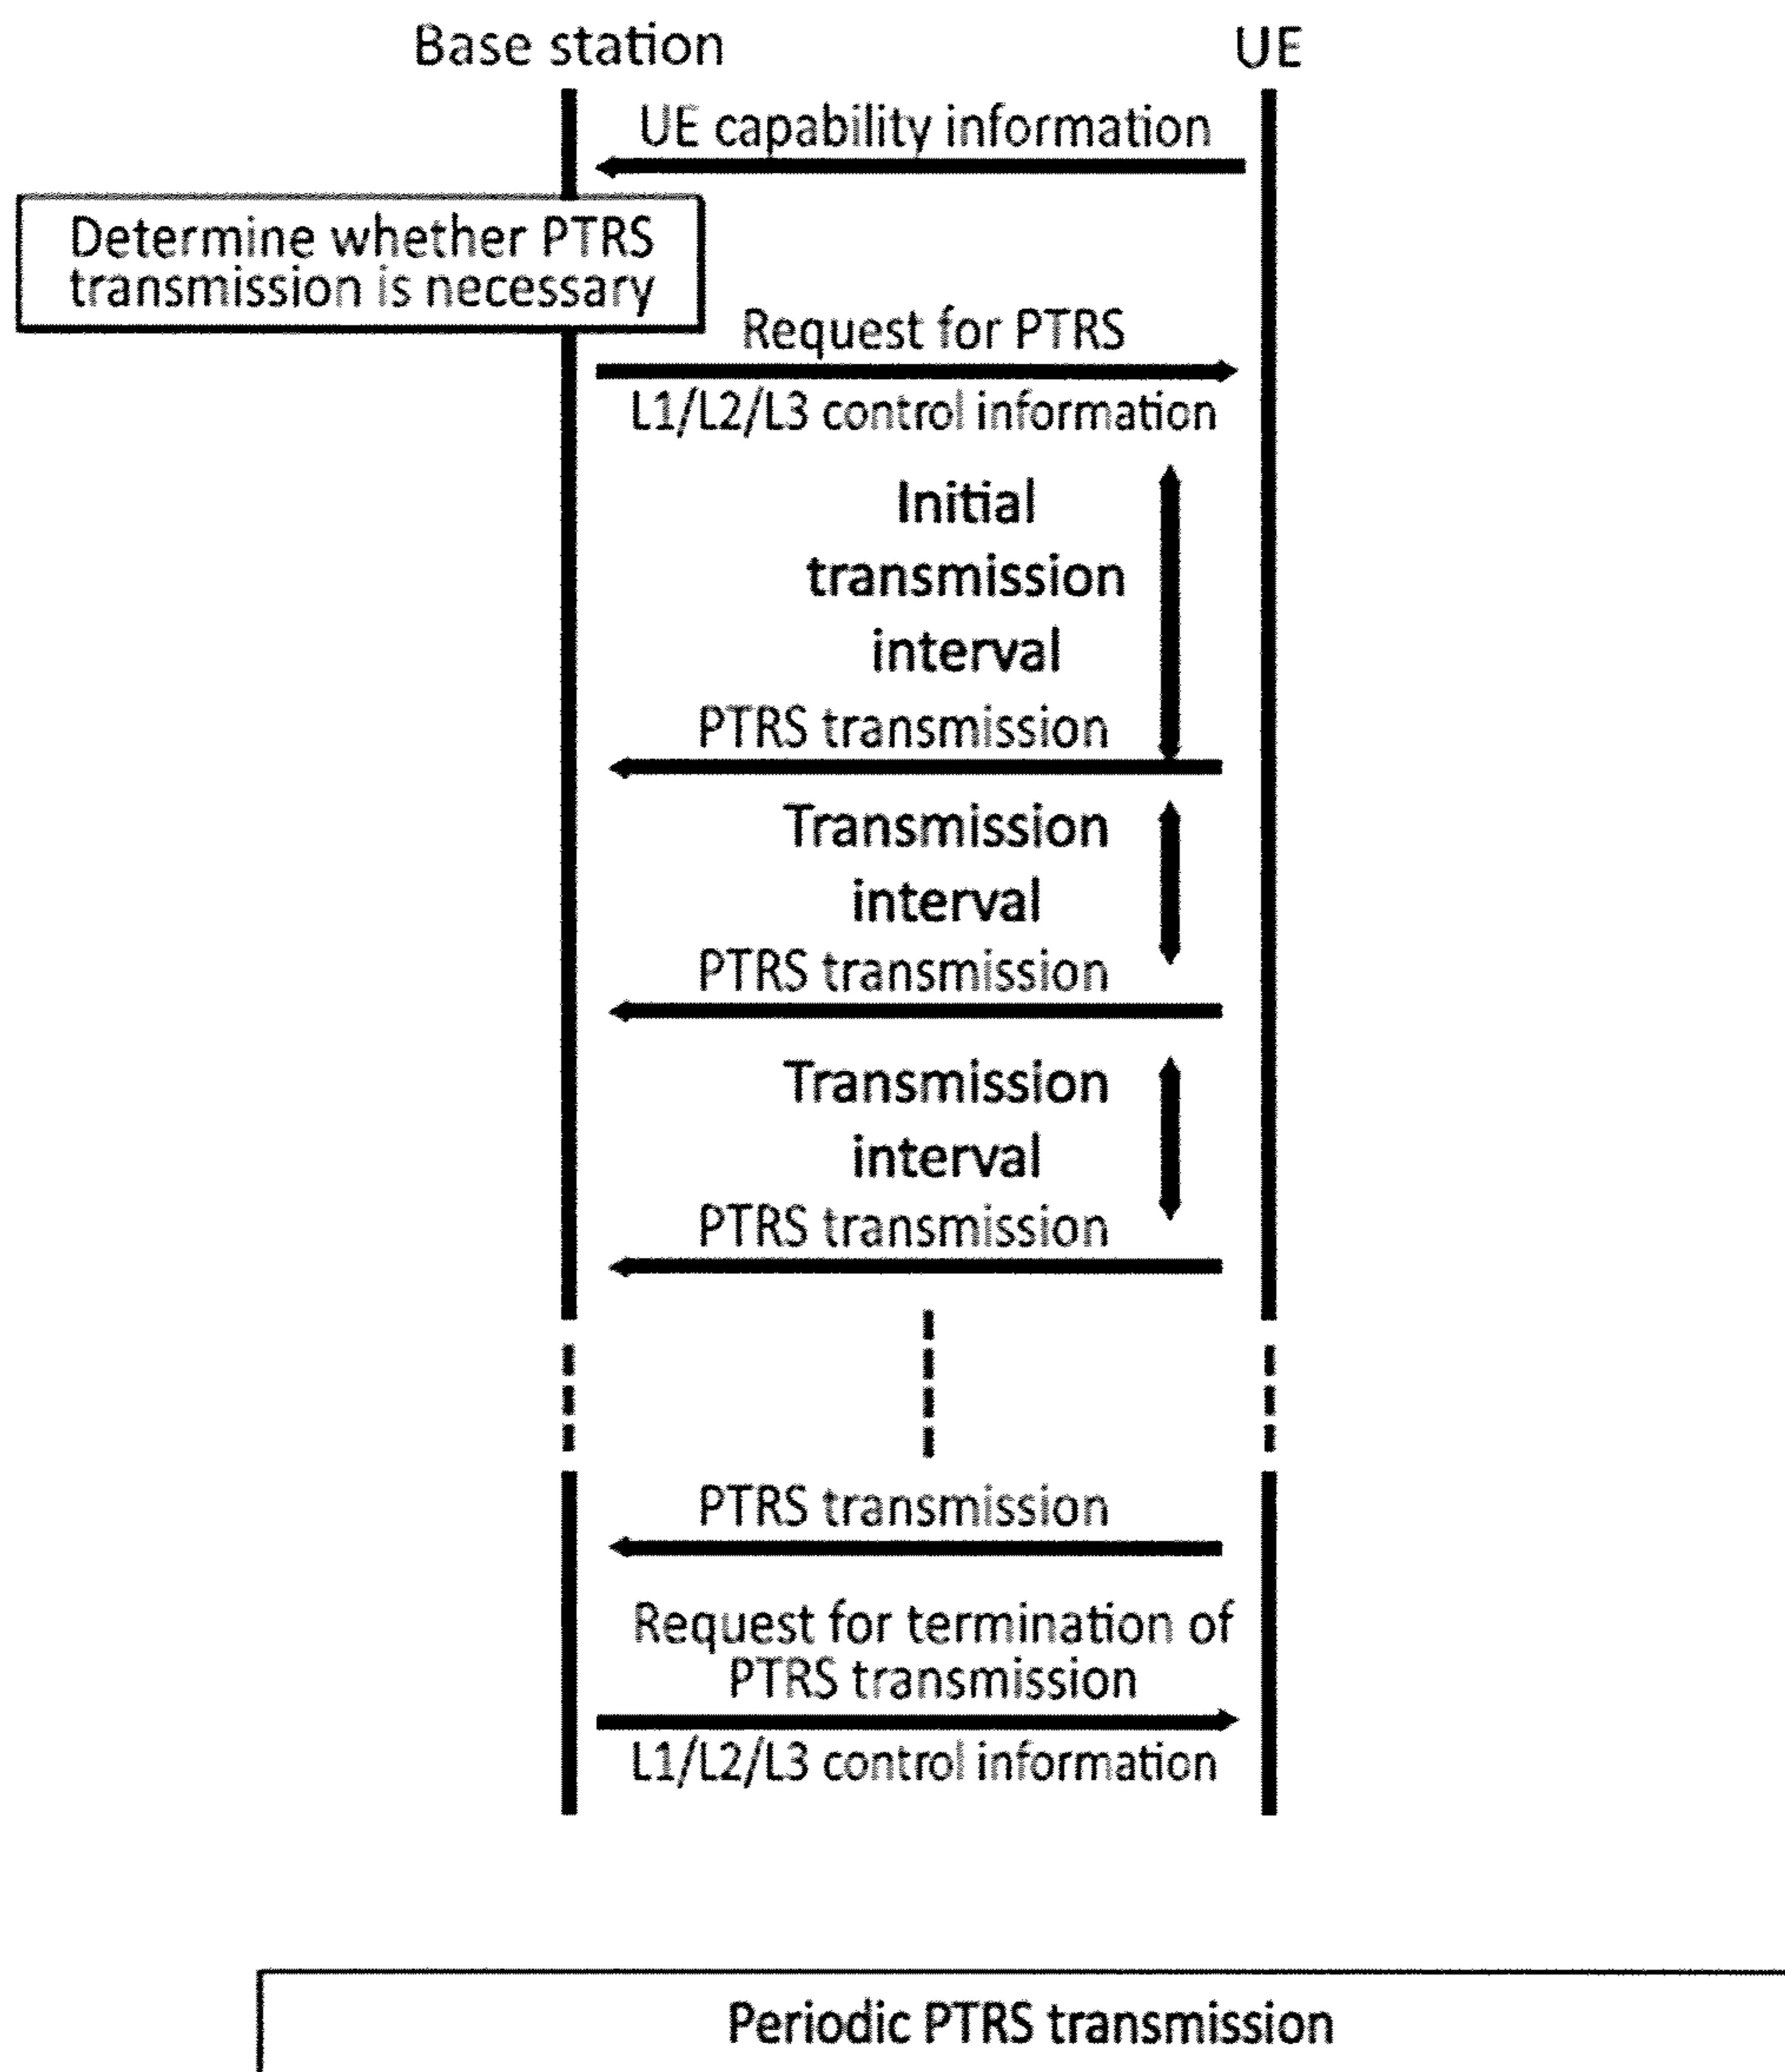 Base station UE
UE capability information
Determine whether PTRS
transmission is necessary
Request for PTRS
L1/L2/L3 control information
Initial
transmission
interval
PTRS transmission
Transmission
interval
PTRS transmission
Transmission
interval
PTRS transmission
PTRS transmission
Request for termination of
PTRS transmission
L1/L2/L3 control information
Periodic PTRS transmission